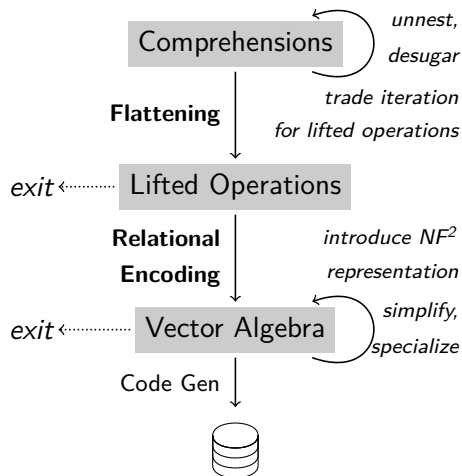 unnest,
Comprehensions
desugar
trade iteration
Flattening
for lifted operations
exit
Lifted Operations
Relational
introduce NF²
Encoding
representation
simplify,
exit
Vector Algebra
specialize
Code Gen